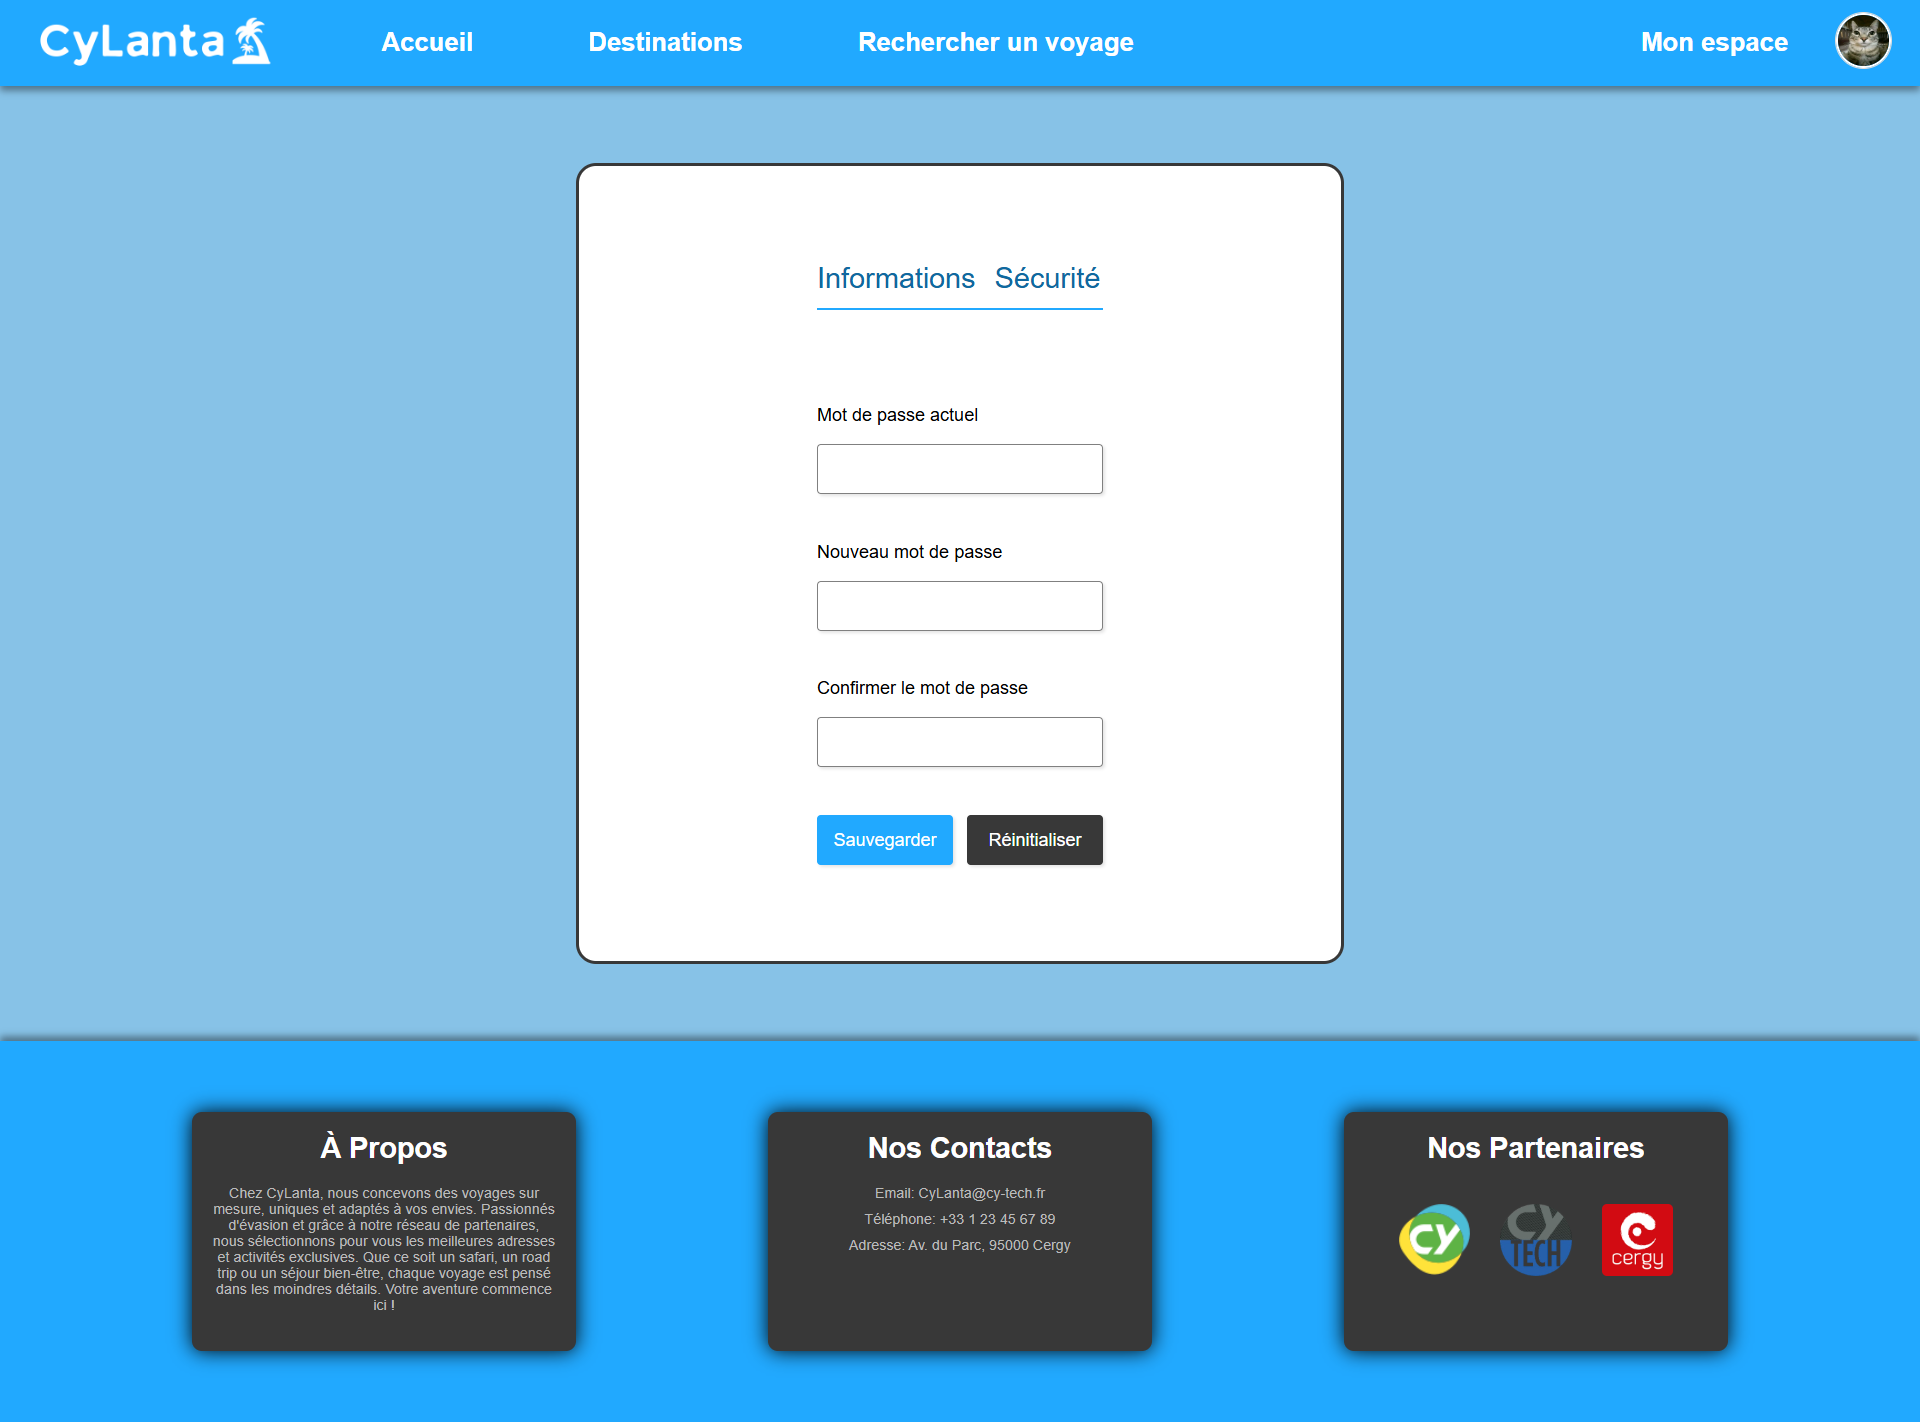 CyLanta
Accueil
Destinations
Rechercher un voyage
Mon espace
Informations
Sécurité
Mot de passe actuel
Nouveau mot de passe
Confirmer le mot de passe
Sauvegarder
Réinitialiser
À Propos
Chez CyLanta, nous concevons des voyages sur
mesure, uniques et adaptés à vos envies. Passionnés
d'évasion et grâce à notre réseau de partenaires,
nous sélectionnons pour vous les meilleures adresses
et activités exclusives. Que ce soit un safari, un road
trip ou un séjour bien-être, chaque voyage est pensé
dans les moindres détails. Votre aventure commence
ici !
Nos Contacts
Email: CyLanta@cy-tech.fr
Téléphone: +33 1 23 45 67 89
Adresse: Av. du Parc, 95000 Cergy
Nos Partenaires
CY
CY
TECH
cergy